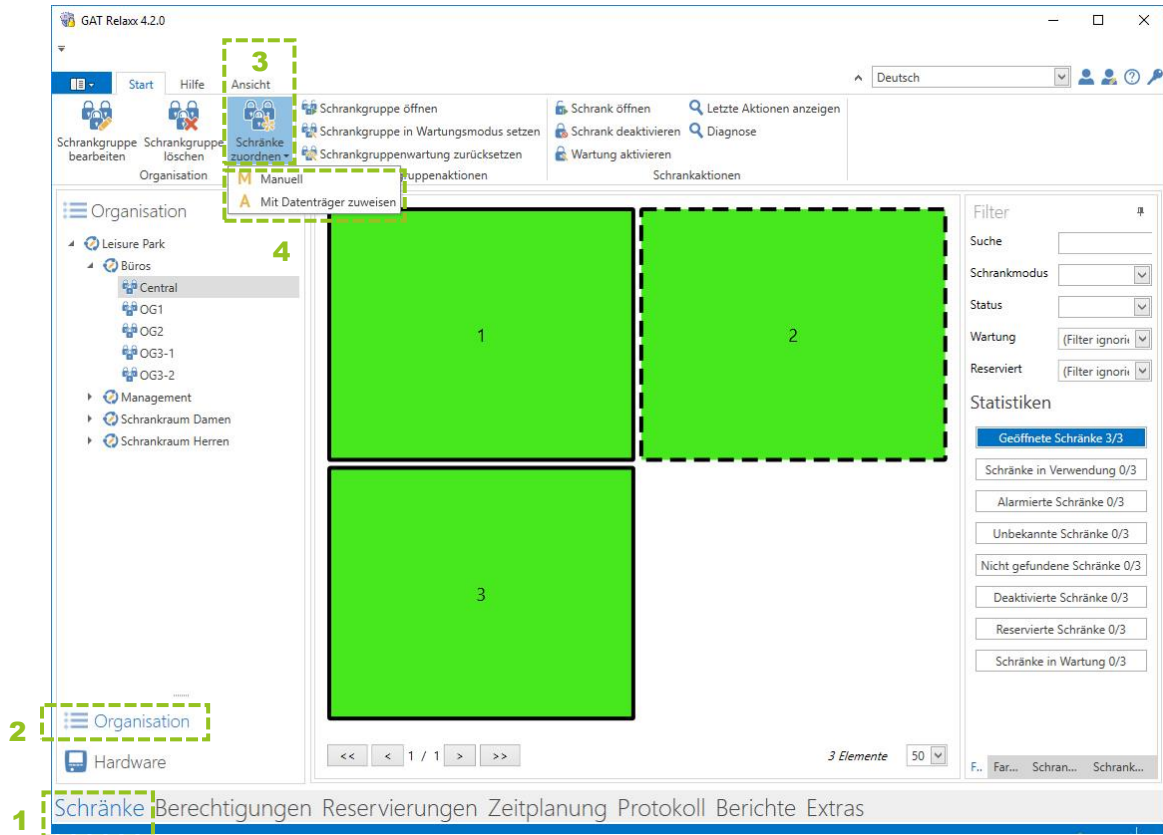 GAT Relaxx 4.2.0
3
Start Hilfe Ansicht
Deutsch
Schrankgruppe bearbeiten
Schrankgruppe löschen
Schränke zuordnen
Schrankgruppe öffnen
Schrankgruppe in Wartungsmodus setzen
Schrankgruppenwartung zurücksetzen
Schrank öffnen
Schrank deaktivieren
Wartung aktivieren
Letzte Aktionen anzeigen
Diagnose
Organisation
ruppenaktionen
Schrankaktionen
M Manuell
A Mit Datenträger zuweisen
4
Organisation
Leisure Park
Büros
Central
OG1
OG2
OG3-1
OG3-2
Management
Schrankraum Damen
Schrankraum Herren
1
2
3
<< < 1 / 1 > >>
3 Elemente 50
Filter
Suche
Schrankmodus
Status
Wartung (Filter ignorie
Reserviert (Filter ignorie
Statistiken
Geöffnete Schränke 3/3
Schränke in Verwendung 0/3
Alarmierte Schränke 0/3
Unbekannte Schränke 0/3
Nicht gefundene Schränke 0/3
Deaktivierte Schränke 0/3
Reservierte Schränke 0/3
Schränke in Wartung 0/3
F.. Far... Schran... Schrank...
2 Organisation
Hardware
1 Schränke Berechtigungen Reservierungen Zeitplanung Protokoll Berichte Extras